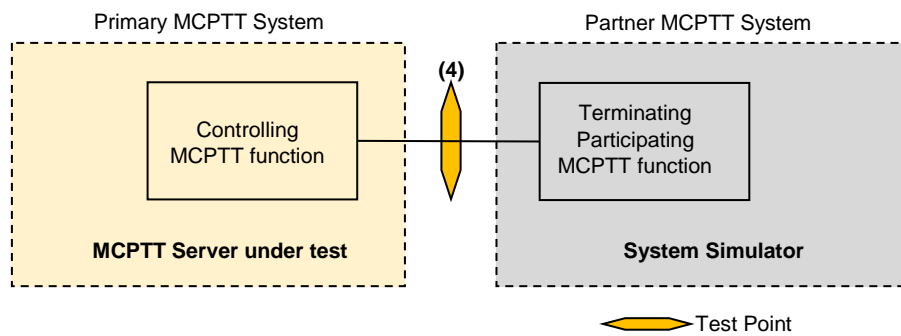 Primary MCPTT System
Partner MCPTT System
(4)
Controlling
MCPTT function
Terminating
Participating
MCPTT function
MCPTT Server under test
System Simulator
Test Point